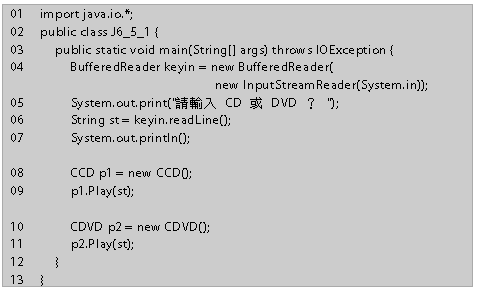 01 import java.io.*;
02 public class J6_5_1 {
03 public static void main(String[] args) throws IOException {
04 BufferedReader keyin = new BufferedReader(
new InputStreamReader(System.in));
05 System.out.print("請輸入 CD 或 DVD ? ");
06 String st= keyin.readLine();
07 System.out.println();
08 CCD p1 = new CCD();
09 p1.Play(st);
10 CDVD p2 = new CDVD();
11 p2.Play(st);
12 }
13 }